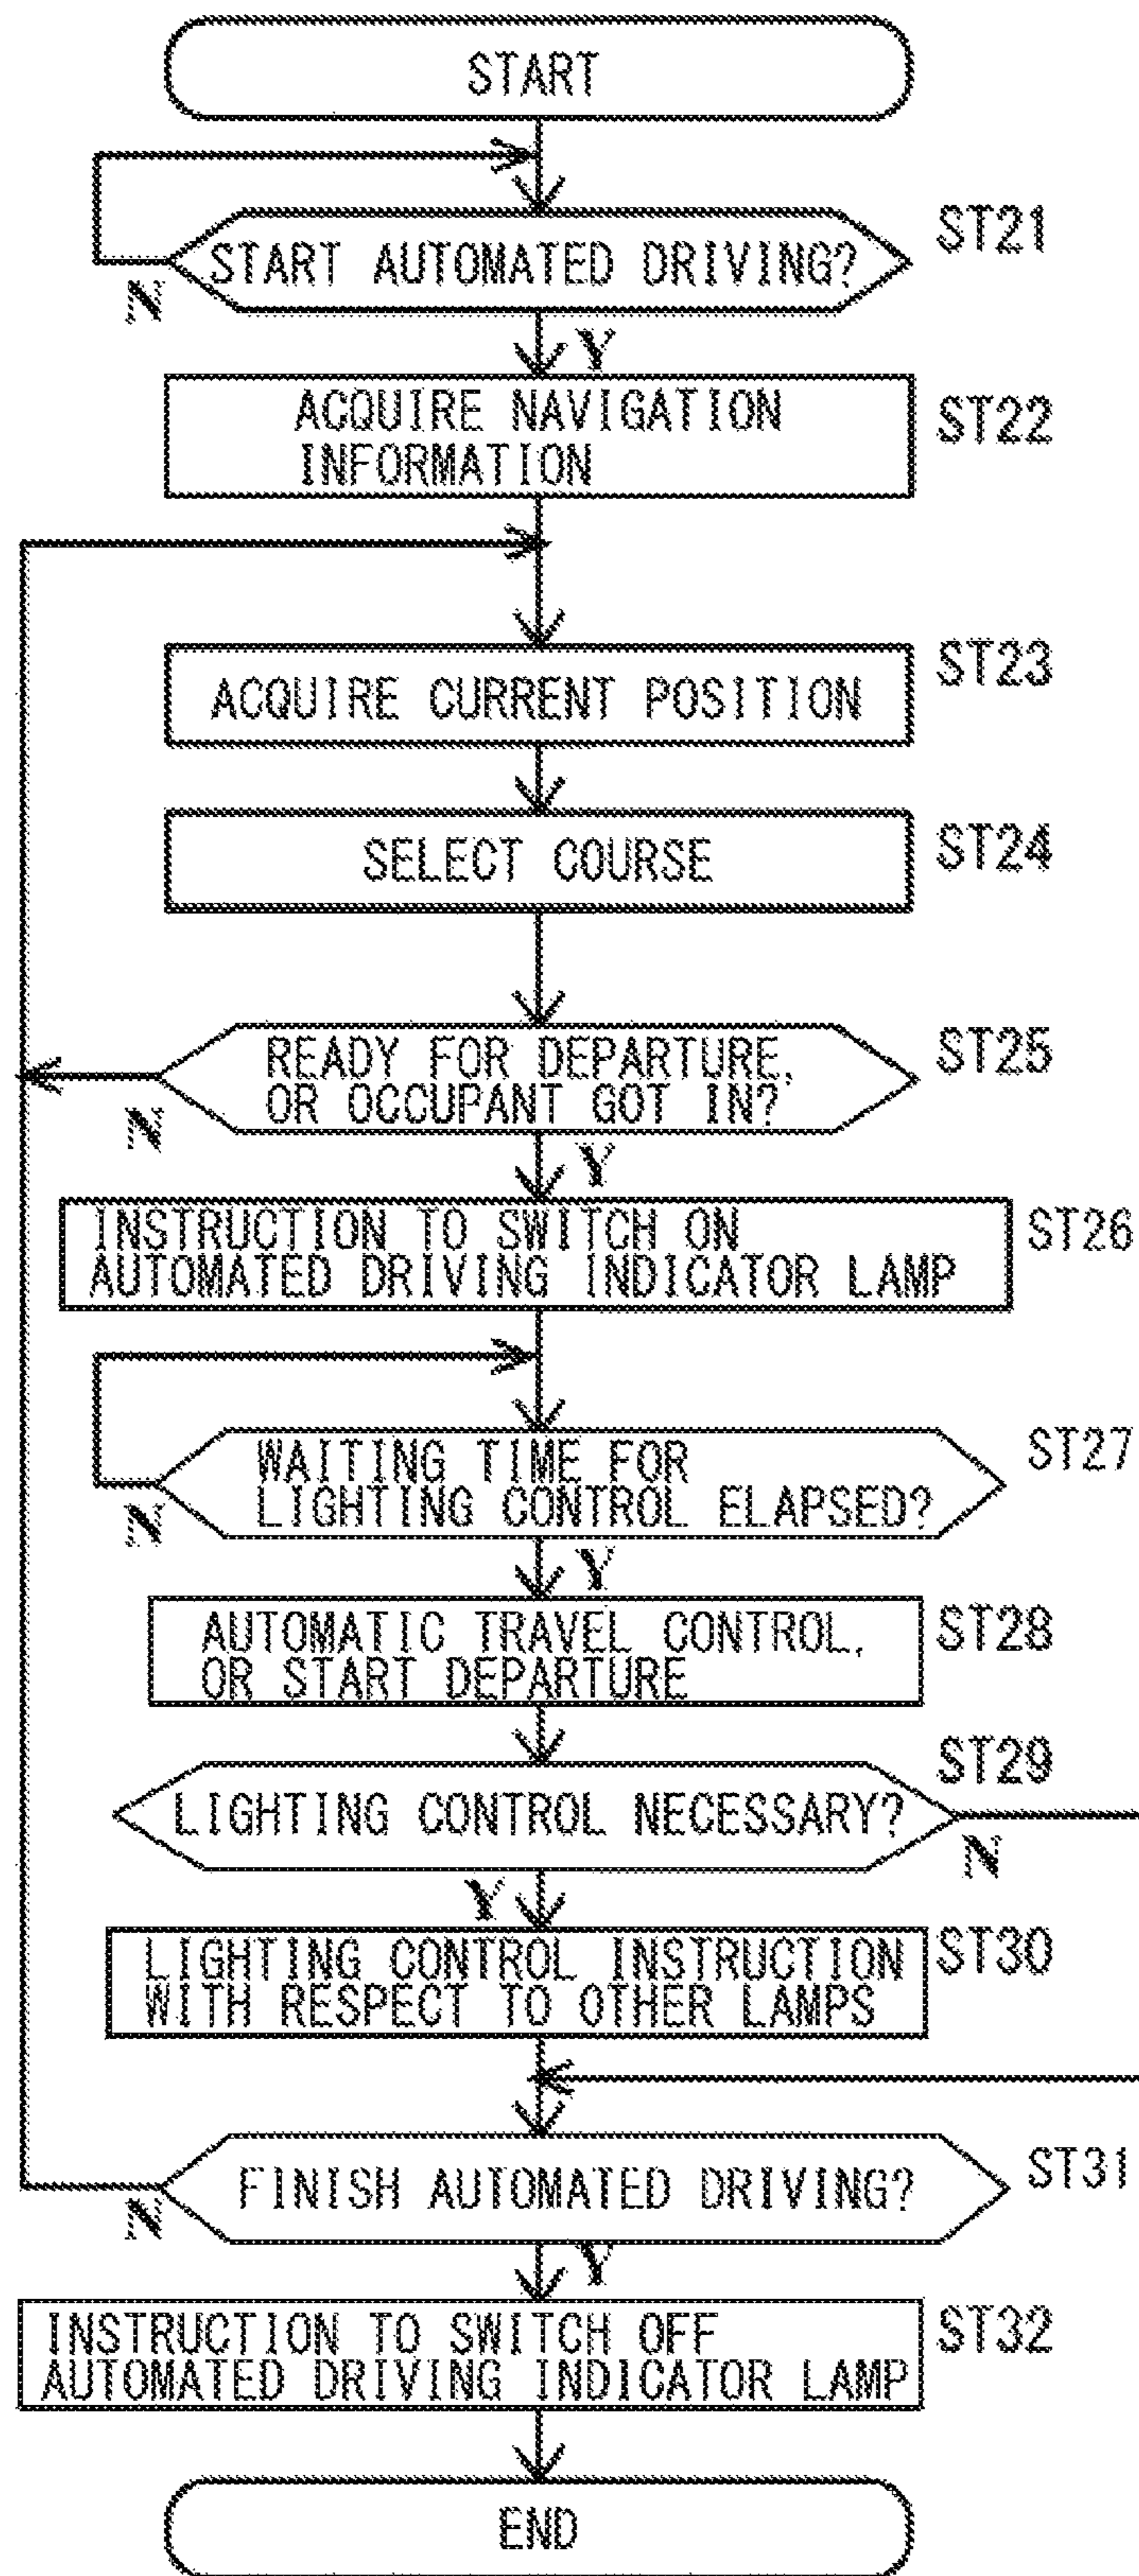 START
START AUTOMATED DRIVING?
ST21
N
Y
ACQUIRE NAVIGATION
INFORMATION
ST22
ST23
ACQUIRE CURRENT POSITION
SELECT COURSE
ST24
READY FOR DEPARTURE,
OR OCCUPANT GOT IN?
ST25
N
Y
INSTRUCTION TO SWITCH ON
AUTOMATED DRIVING INDICATOR LAMP
ST26
WAITING TIME FOR
LIGHTING CONTROL ELAPSED?
ST27
N
Y
AUTOMATIC TRAVEL CONTROL,
OR START DEPARTURE
ST28
ST29
LIGHTING CONTROL NECESSARY?
N
Y
LIGHTING CONTROL INSTRUCTION
WITH RESPECT TO OTHER LAMPS
ST30
FINISH AUTOMATED DRIVING?
ST31
N
Y
INSTRUCTION TO SWITCH OFF
AUTOMATED DRIVING INDICATOR LAMP
ST32
END